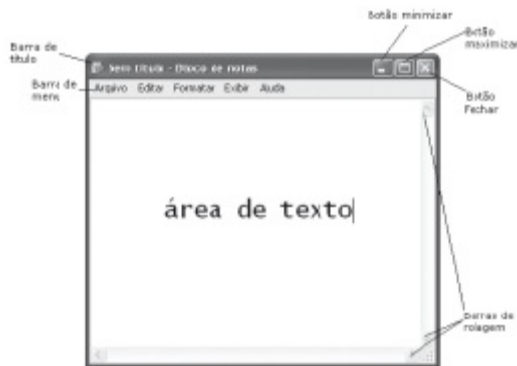 Botão minimizar
Barra de
título
Botão
maximizar
Sem título - Bloco de notas
Barra de
menu
Arquivo Editar Formatar Exibir Ajuda
Botão
Fechar
área de texto
Barras de
rolagem